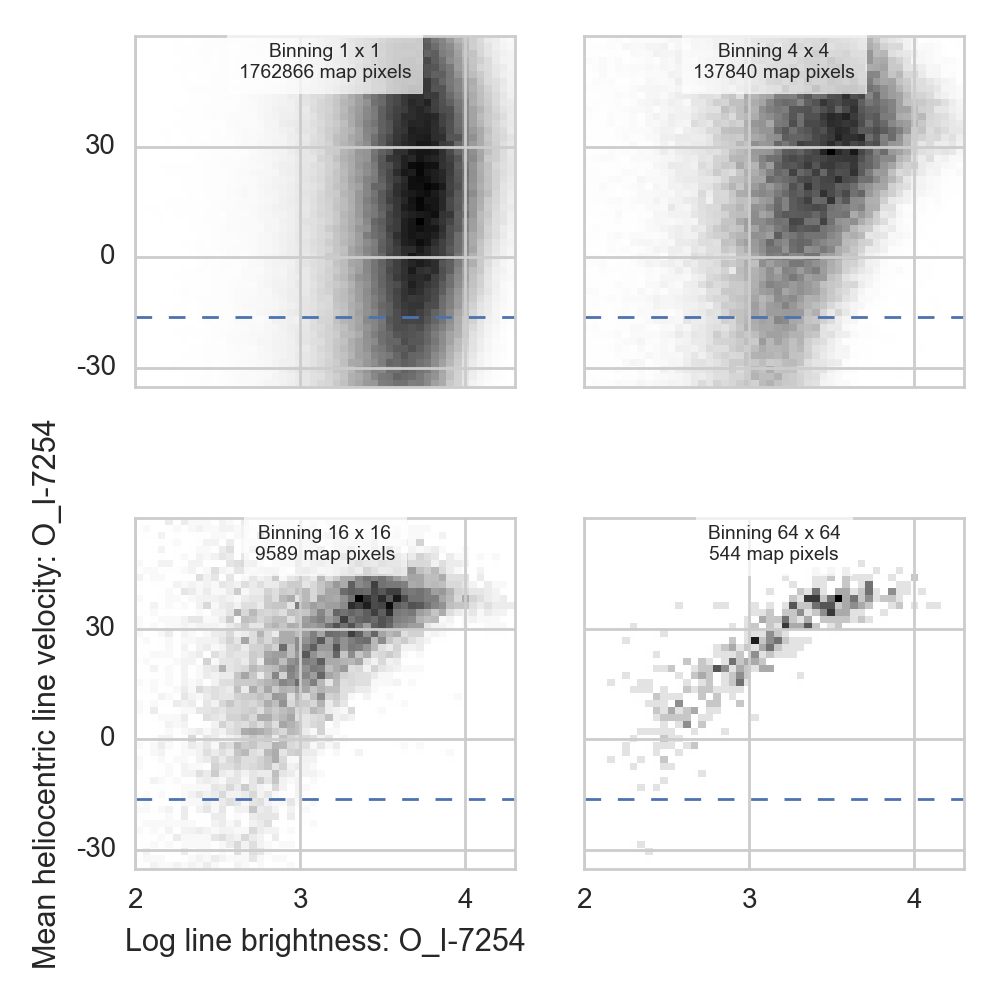 Binning 1 x 1
1762866 map pixels
Binning 4 x 4
137840 map pixels
30
0
-30
Mean heliocentric line velocity: O_I-7254
Binning 16 x 16
9589 map pixels
Binning 64 x 64
544 map pixels
30
0
-30
2 3 4
2 3 4
Log line brightness: O_I-7254